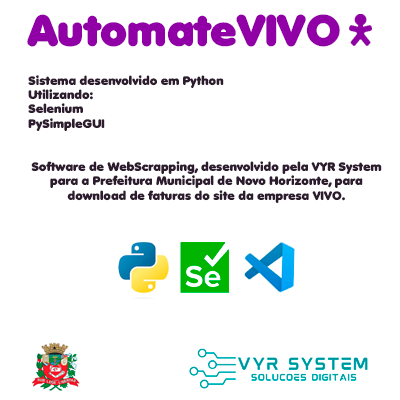 AutomateVIVO
Sistema desenvolvido em Python
Utilizando:
Selenium
PySimpleGUI
Software de WebScrapping, desenvolvido pela VYR System
para a Prefeitura Municipal de Novo Horizonte, para
download de faturas do site da empresa VIVO.
Se
VYR SYSTEM
SOLUCOES DIGITAIS